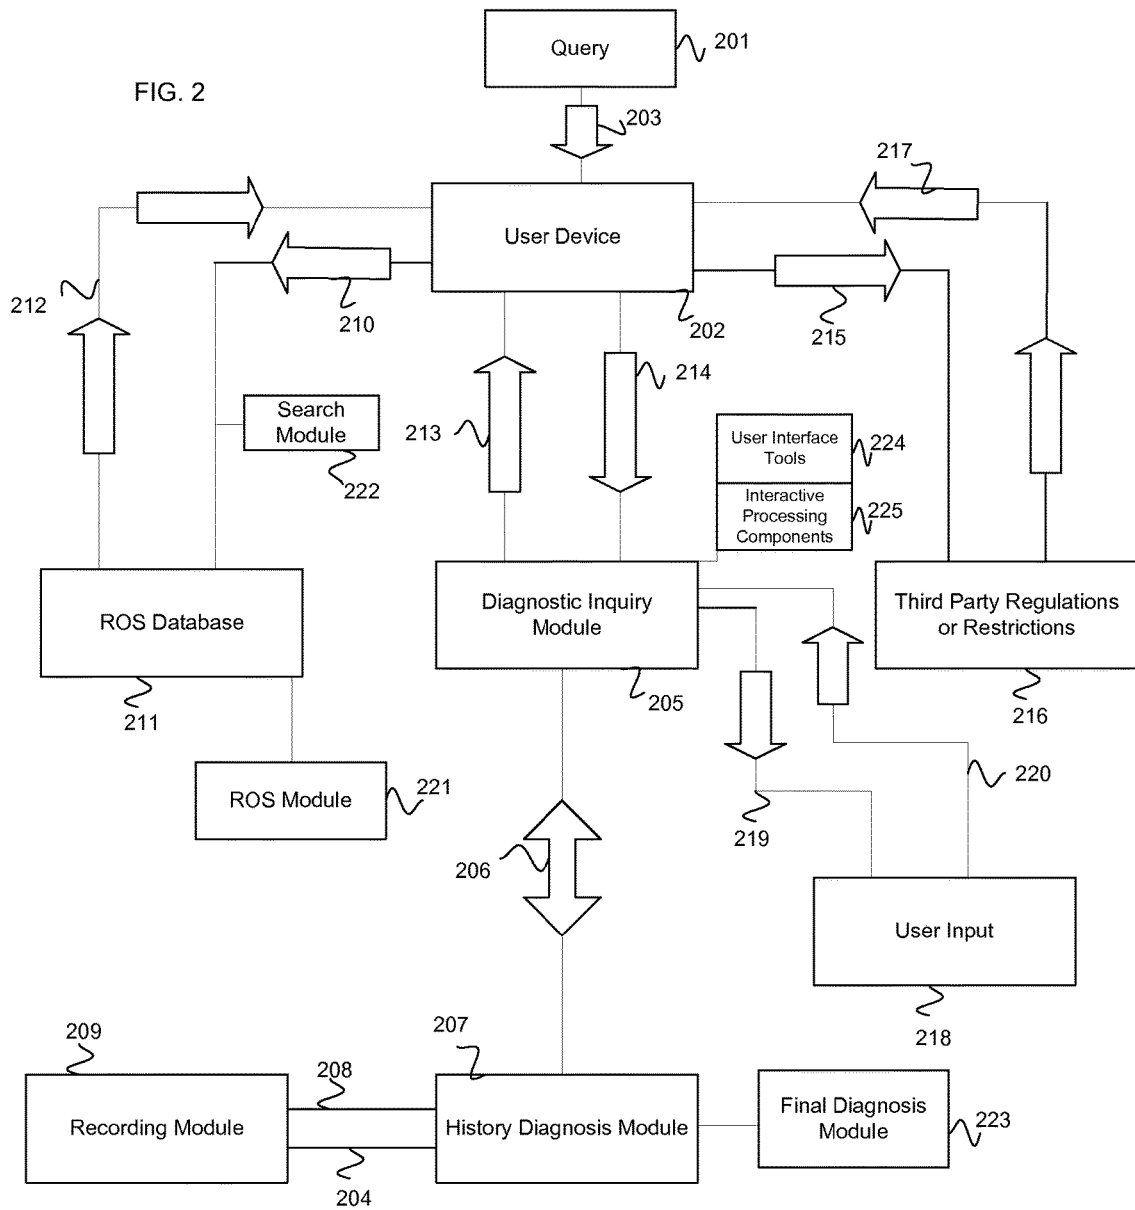 Query
201
FIG. 2
203
217
User Device
212
210
202
215
214
Search
Module
213
User Interface
Tools
224
222
Interactive
Processing
Components
225
ROS Database
Diagnostic Inquiry
Module
Third Party Regulations
or Restrictions
211
205
216
ROS Module
221
220
219
206
User Input
218
209
207
208
Recording Module
History Diagnosis Module
Final Diagnosis
Module
223
204